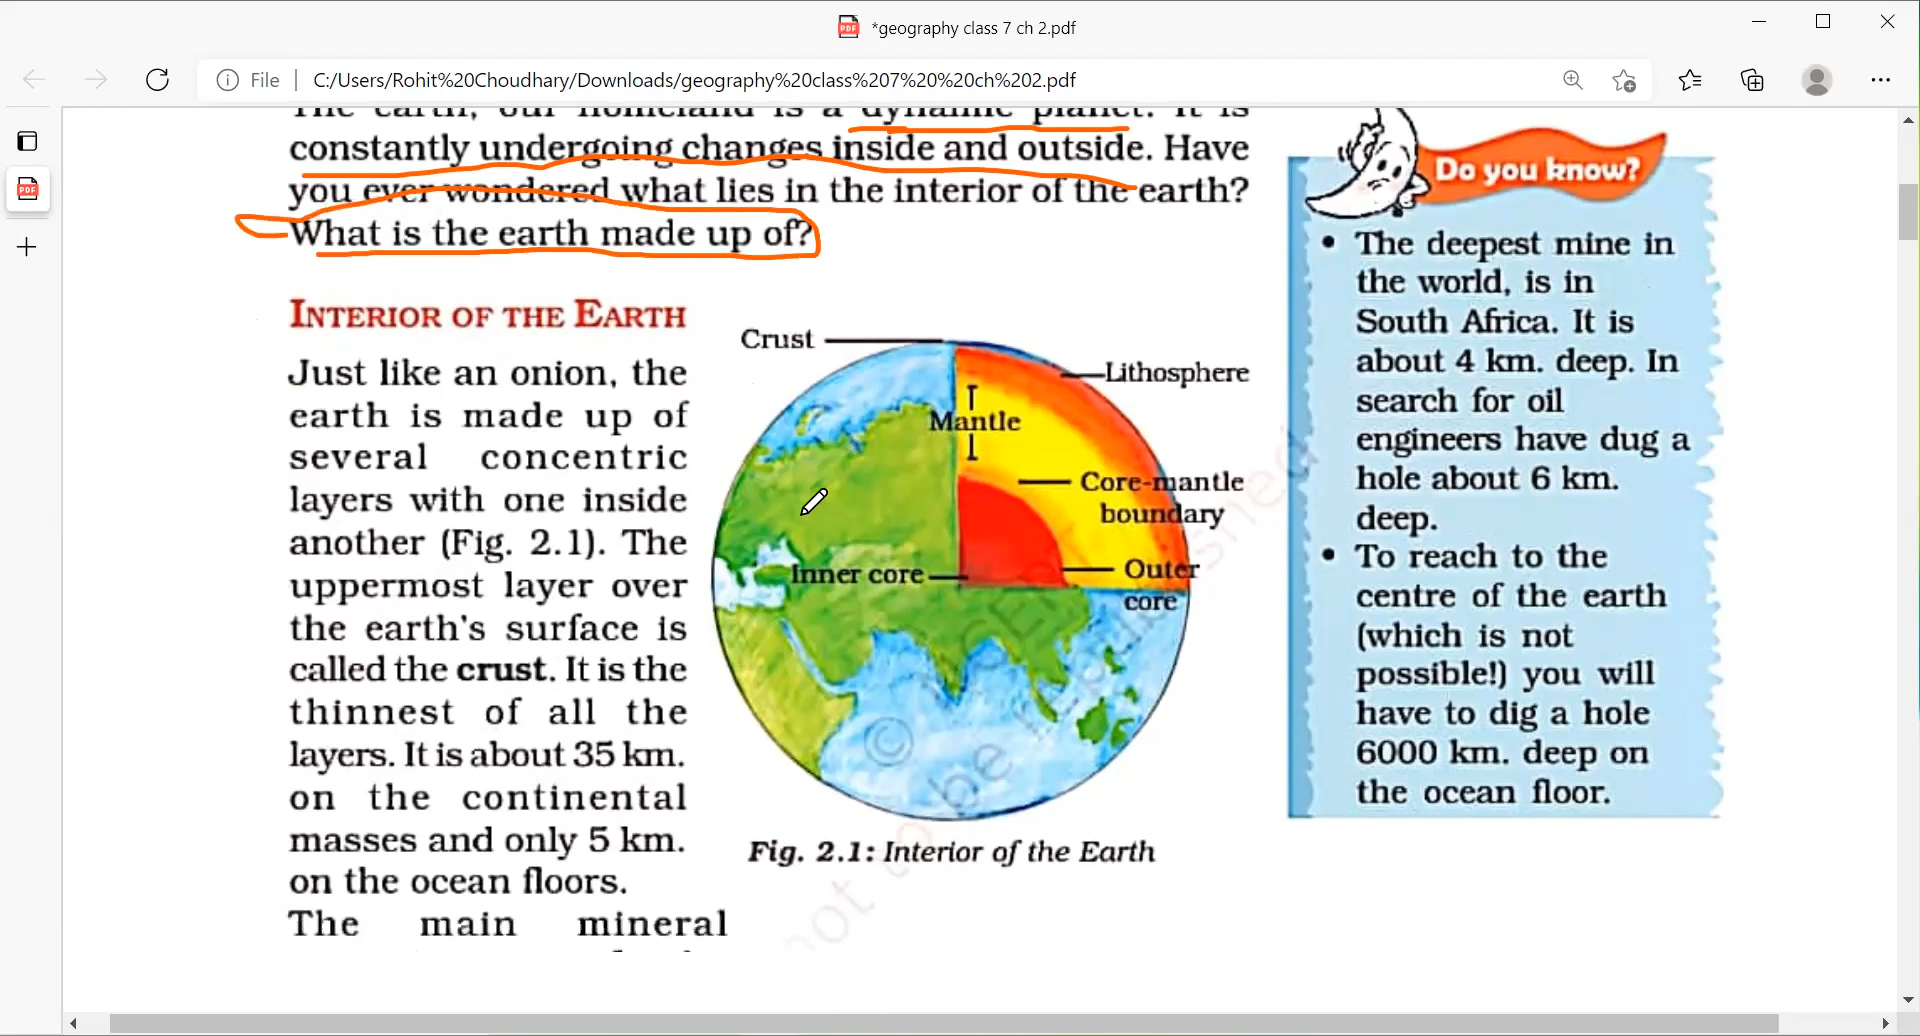 *geography class 7 ch 2.pdf
File
C:/Users/Rohit%20Choudhary/Downloads/geography%20class%207%20%20ch%202.pdf
The earth, our homeland is a dynamic planet. It is
constantly undergoing changes inside and outside. Have
you ever wondered what lies in the interior of the earth?
What is the earth made up of?
INTERIOR OF THE EARTH
Just like an onion, the
earth is made up of
several concentric
layers with one inside
another (Fig. 2.1). The
uppermost layer over
the earth's surface is
called the crust. It is the
thinnest of all the
layers. It is about 35 km.
on the continental
masses and only 5 km.
on the ocean floors.
The main mineral
Crust
Lithosphere
Mantle
Core-mantle
boundary
Inner core
Outer
core
Fig. 2.1: Interior of the Earth
Do you know?
• The deepest mine in
the world, is in
South Africa. It is
about 4 km. deep. In
search for oil
engineers have dug a
hole about 6 km.
deep.
• To reach to the
centre of the earth
(which is not
possible!) you will
have to dig a hole
6000 km. deep on
the ocean floor.